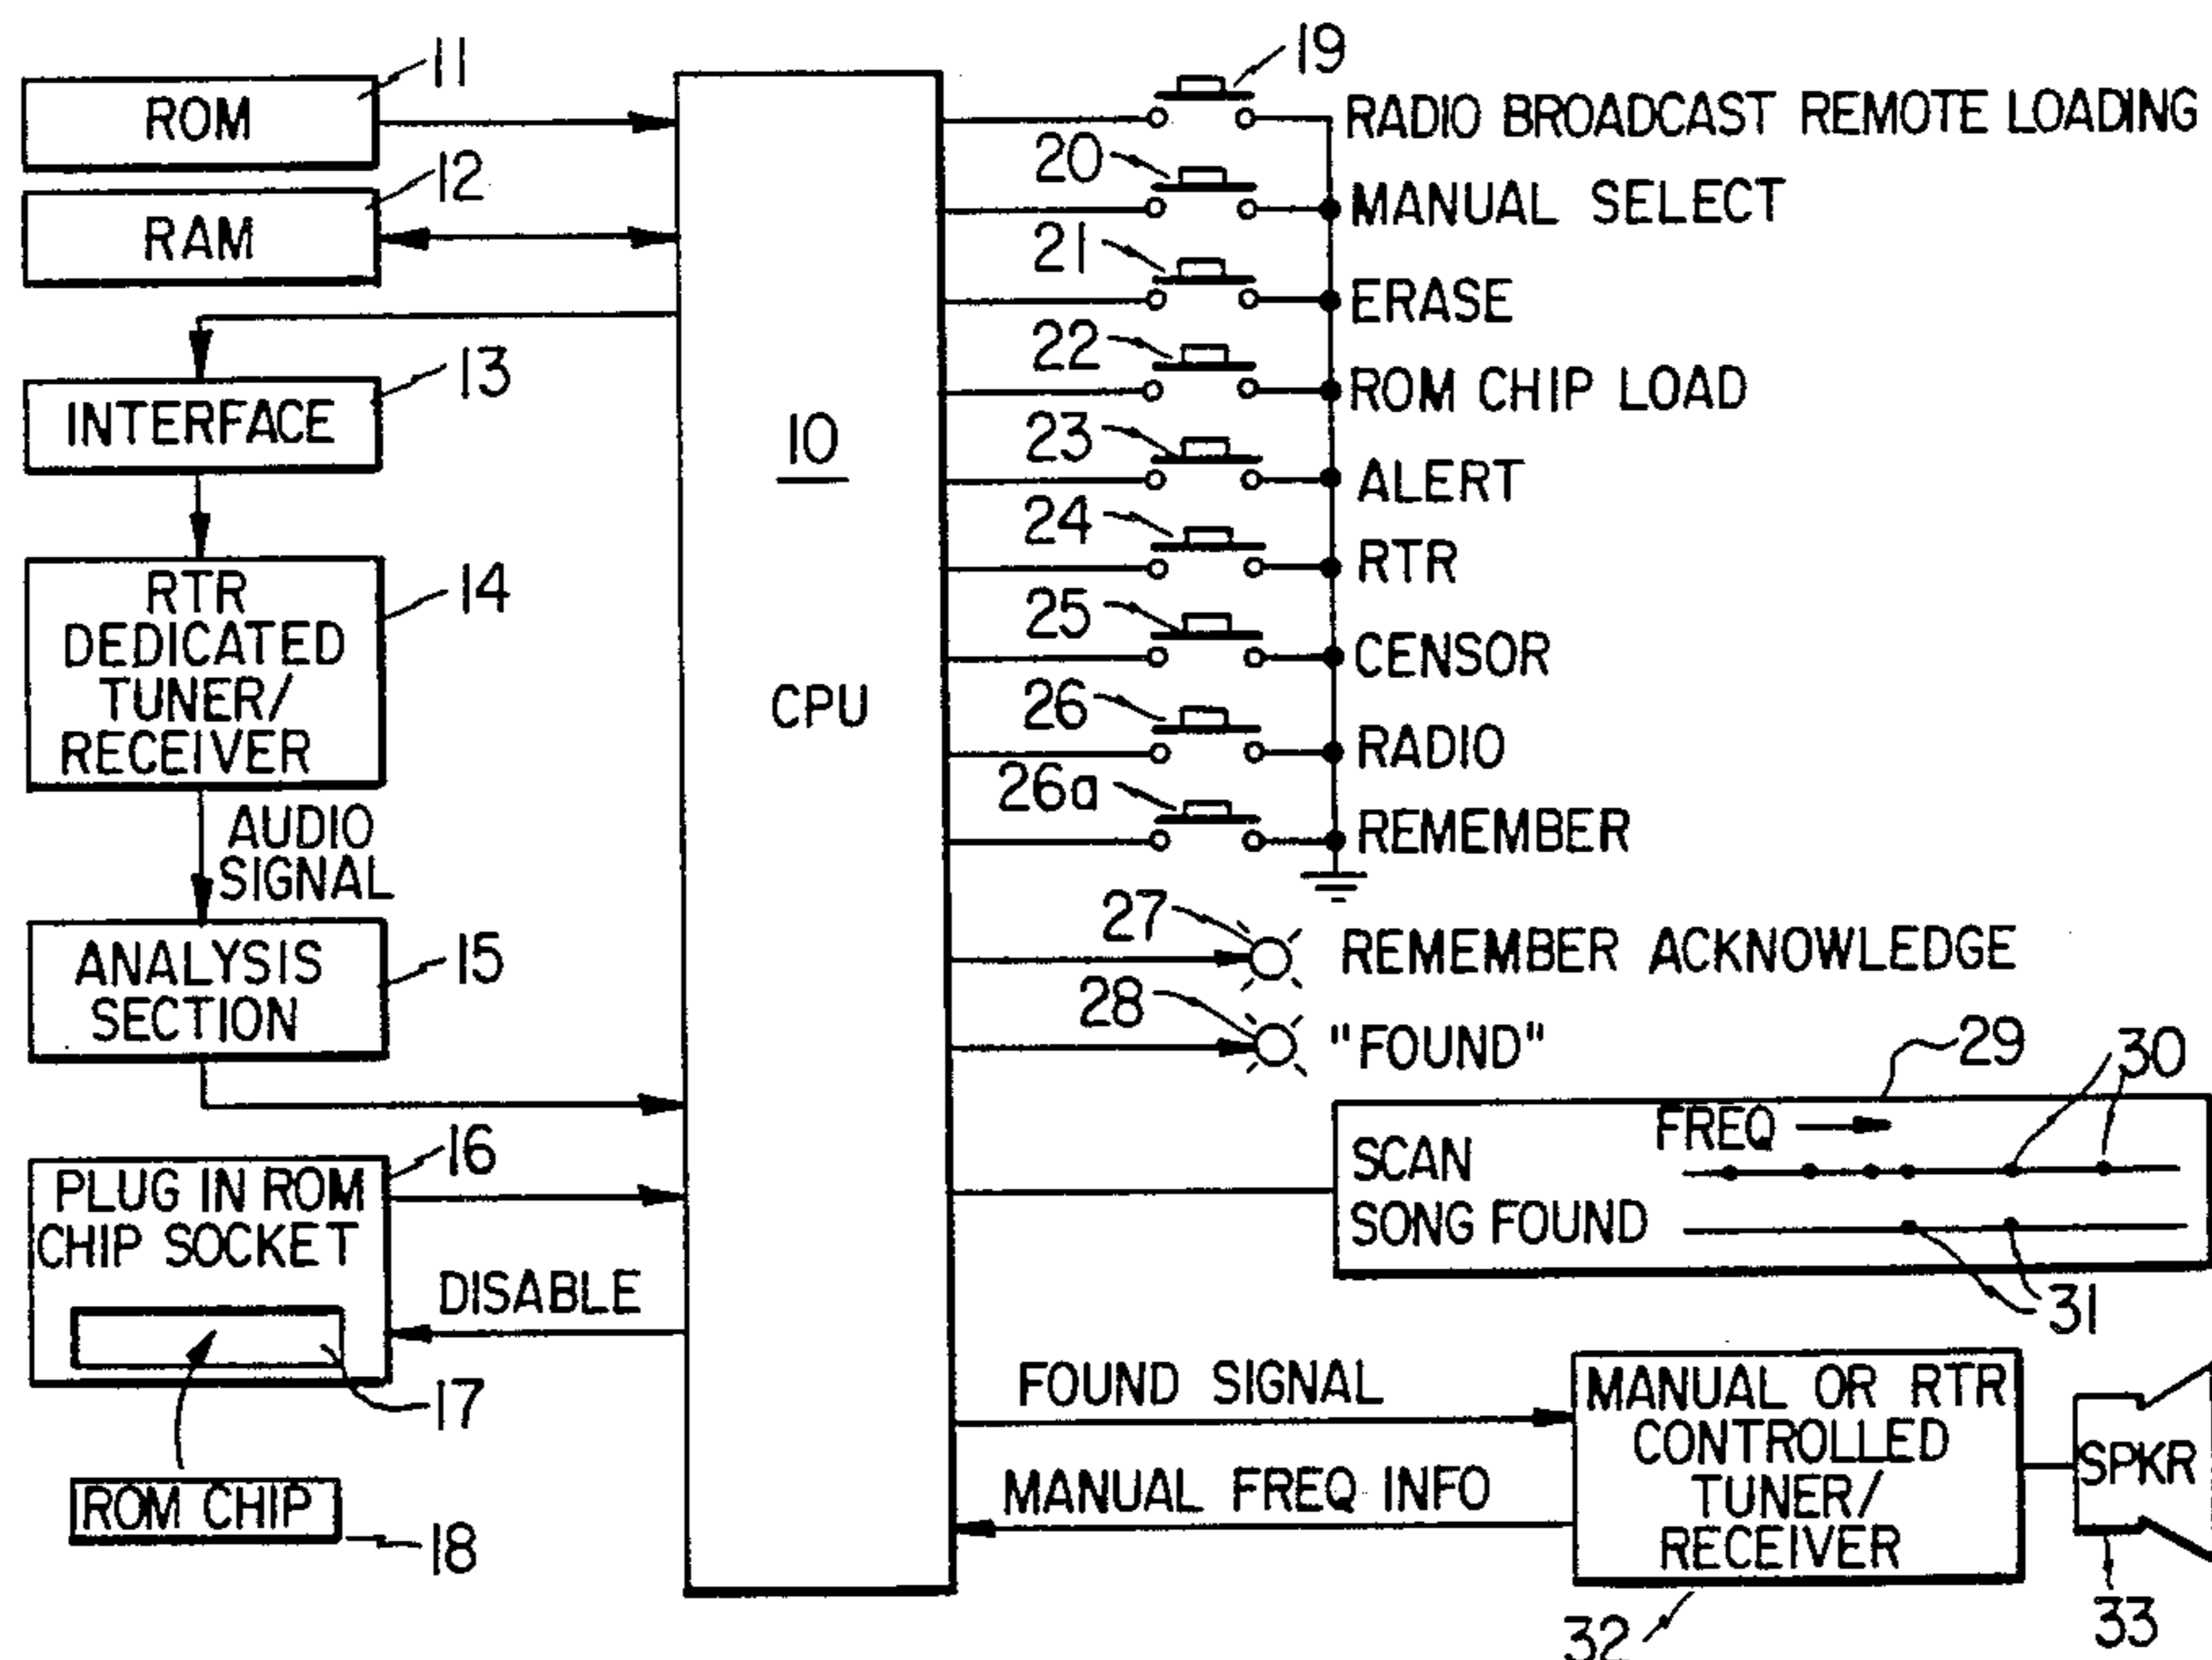 11
ROM
12
RAM
13
INTERFACE
14
RTR
DEDICATED
TUNER/
RECEIVER
AUDIO
SIGNAL
15
ANALYSIS
SECTION
16
PLUG IN ROM
CHIP SOCKET
DISABLE
17
ROM CHIP
18
10
CPU
19
RADIO BROADCAST REMOTE LOADING
20
MANUAL SELECT
21
ERASE
22
ROM CHIP LOAD
23
ALERT
24
RTR
25
CENSOR
26
RADIO
26a
REMEMBER
27
REMEMBER ACKNOWLEDGE
28
"FOUND"
29
30
FREQ
SCAN
SONG FOUND
31
FOUND SIGNAL
MANUAL FREQ INFO
MANUAL OR RTR
CONTROLLED
TUNER/
RECEIVER
32
SPKR
33